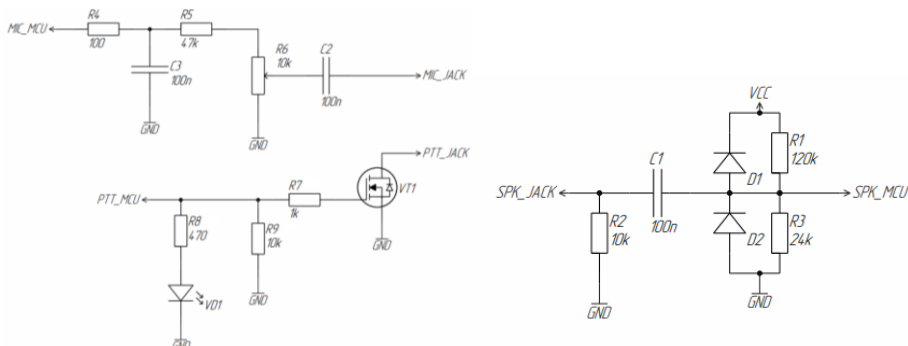 MIC_MCU
R4
100
R5
47k
C3
100n
GND
R6
10k
GND
C2
100n
MIC_JACK
PTT_JACK
VT1
GND
PTT_MCU
R7
1k
R8
470
R9
10k
GND
VD1
GND
VCC
R1
120k
D1
C1
100n
SPK_JACK
SPK_MCU
R2
10k
GND
D2
R3
24k
GND